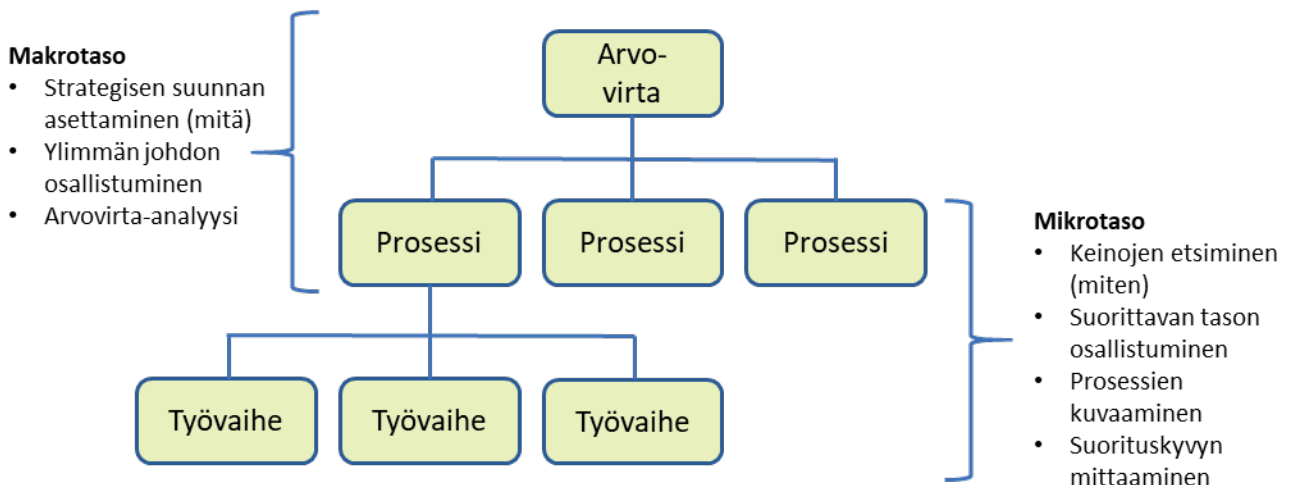 Makrotaso
• Strategisen suunnan
asettaminen (mitä)
• Ylimmän johdon
osallistuminen
• Arvovirta-analyysi
Arvo-
virta
Prosessi
Prosessi
Prosessi
Työvaihe
Työvaihe
Työvaihe
Mikrotaso
• Keinojen etsiminen
(miten)
• Suorittavan tason
osallistuminen
• Prosessien
kuvaaminen
• Suorituskyvyn
mittaaminen